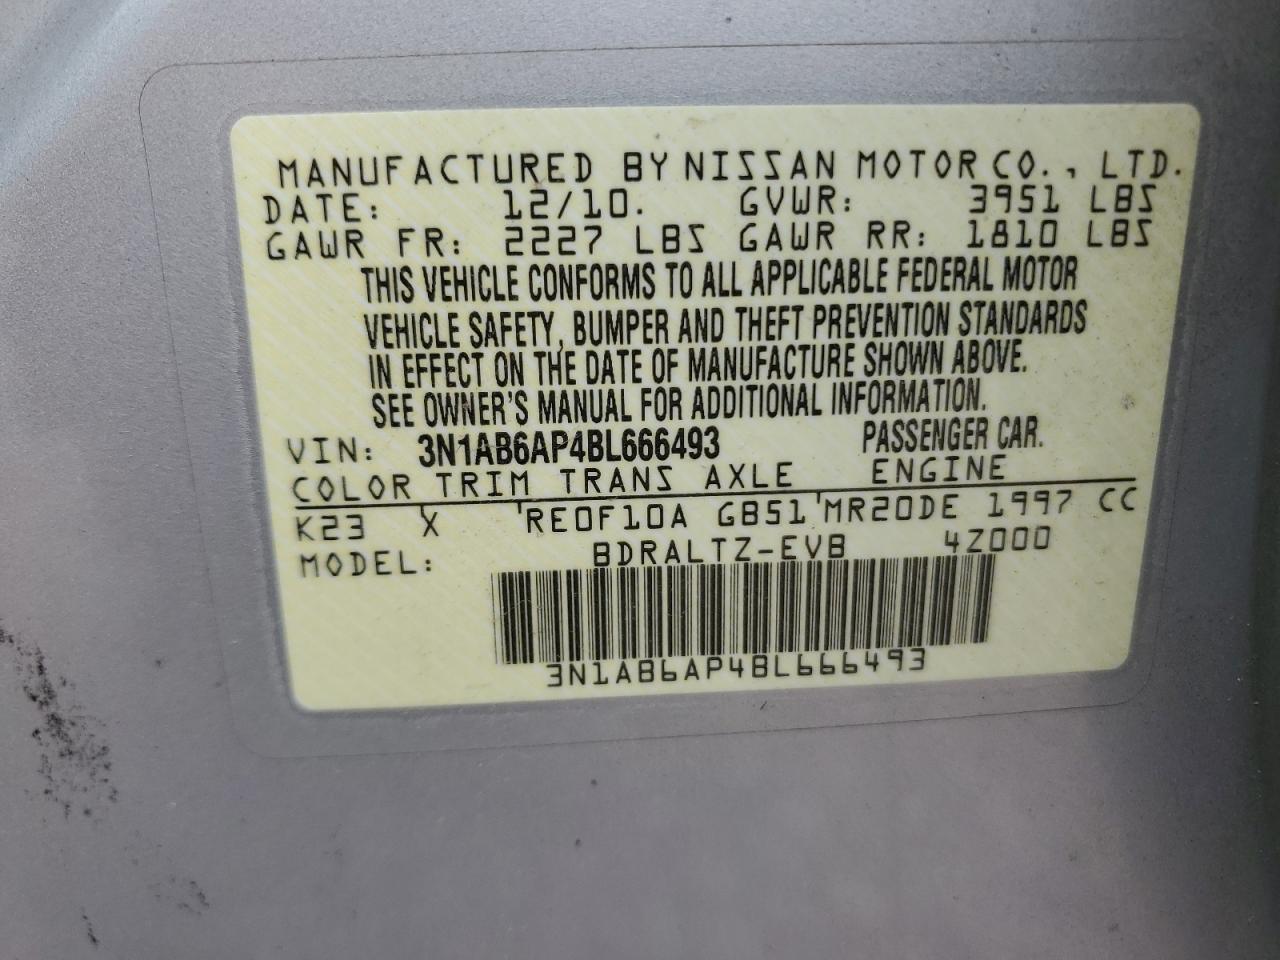 MANUFACTURED BY NISSAN MOTOR CO., LTD.
DATE: 12/10. GVWR: 3951 LBS
GAWR FR: 2227 LBS GAWR RR: 1810 LBS
THIS VEHICLE CONFORMS TO ALL APPLICABLE FEDERAL MOTOR
VEHICLE SAFETY, BUMPER AND THEFT PREVENTION STANDARDS
IN EFFECT ON THE DATE OF MANUFACTURE SHOWN ABOVE.
SEE OWNER'S MANUAL FOR ADDITIONAL INFORMATION.
VIN: 3N1AB6AP4BL666493 PASSENGER CAR.
COLOR TRIM TRANS AXLE ENGINE
K23 X RE0F10A GB51 MR20DE 1997 CC
MODEL: BDRALTZ-EVB 4Z000
3N1AB6AP4BL666493